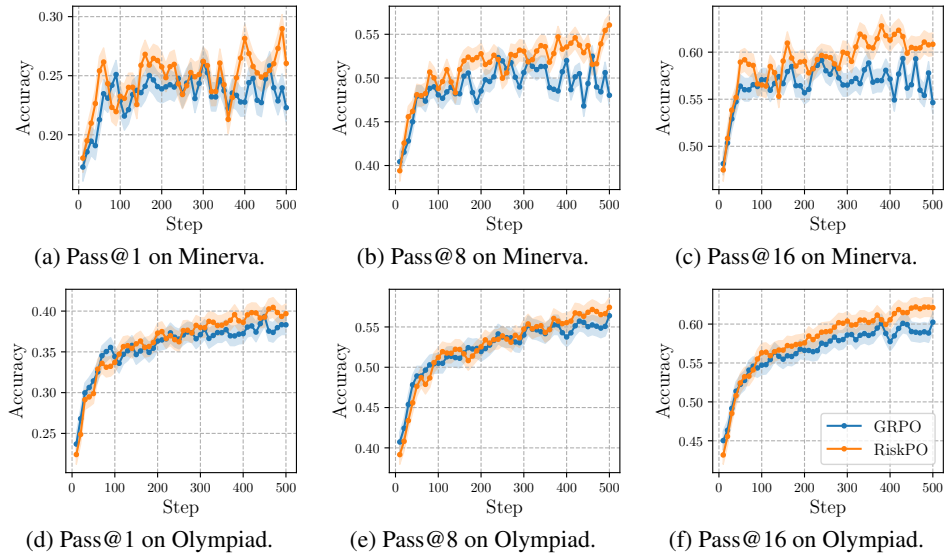 0.30
0.25
0.20
Accuracy
0 100 200 300 400 500
Step
(a) Pass@1 on Minerva.
0.55
0.50
0.45
0.40
Accuracy
0 100 200 300 400 500
Step
(b) Pass@8 on Minerva.
0.60
0.55
0.50
Accuracy
0 100 200 300 400 500
Step
(c) Pass@16 on Minerva.
0.40
0.35
0.30
0.25
Accuracy
0 100 200 300 400 500
Step
(d) Pass@1 on Olympiad.
0.55
0.50
0.45
0.40
Accuracy
0 100 200 300 400 500
Step
(e) Pass@8 on Olympiad.
0.60
0.55
0.50
0.45
Accuracy
GRPO
RiskPO
0 100 200 300 400 500
Step
(f) Pass@16 on Olympiad.